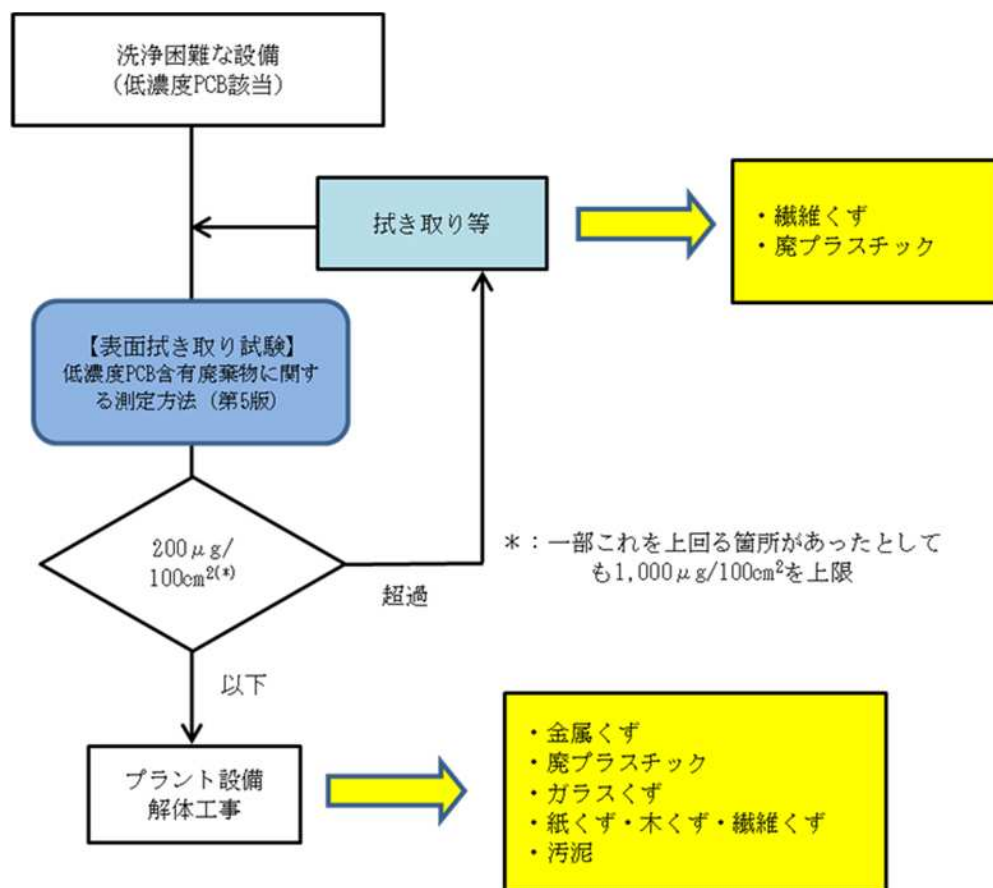 洗浄困難な設備
（低濃度PCB該当）
拭き取り等
・繊維くず
・廃プラスチック
【表面拭き取り試験】
低濃度PCB含有廃棄物に関す
る測定方法（第5版）
200μg/
100cm²⁽*⁾
超過
＊：一部これを上回る箇所があったとして
も1,000μg/100cm²を上限
以下
プラント設備
解体工事
・金属くず
・廃プラスチック
・ガラスくず
・紙くず・木くず・繊維くず
・汚泥